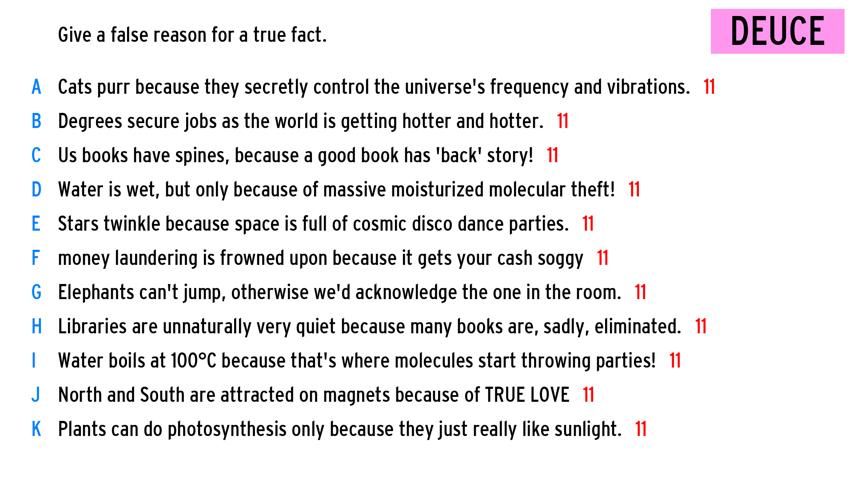 Give a false reason for a true fact.
DEUCE
A Cats purr because they secretly control the universe's frequency and vibrations. 11
B Degrees secure jobs as the world is getting hotter and hotter. 11
C Us books have spines, because a good book has 'back' story! 11
D Water is wet, but only because of massive moisturized molecular theft! 11
E Stars twinkle because space is full of cosmic disco dance parties. 11
F money laundering is frowned upon because it gets your cash soggy 11
G Elephants can't jump, otherwise we'd acknowledge the one in the room. 11
H Libraries are unnaturally very quiet because many books are, sadly, eliminated. 11
I Water boils at 100°C because that's where molecules start throwing parties! 11
J North and South are attracted on magnets because of TRUE LOVE 11
K Plants can do photosynthesis only because they just really like sunlight. 11